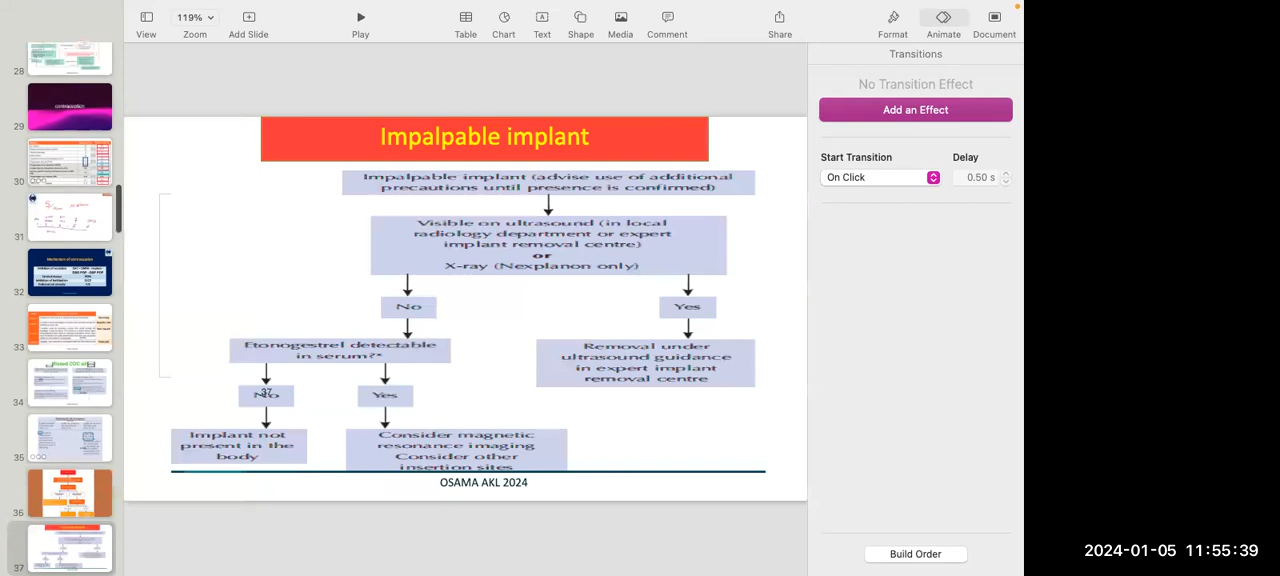 119%
View
Zoom
Add Slide
Play
Table
Chart
Text
Shape
Media
Comment
Share
Format
Animate
Document
Transitions
No Transition Effect
Add an Effect
Start Transition
Delay
On Click
0.50 s
Build Order
28
29
30
31
32
33
34
35
36
37
Impalpable implant
Impalpable implant (advise use of additional
precautions until presence is confirmed)
Visible on ultrasound (in local
radiology department or expert
implant removal centre)
or
X-ray (Nexplanon only)
No
Yes
Etonogestrel detectable
in serum?*
Removal under
ultrasound guidance
in expert implant
removal centre
37
No
Yes
Implant not
present in the
body
Consider magnetic
resonance imaging
Consider other
insertion sites
OSAMA AKL 2024
2024-01-05 11:55:39